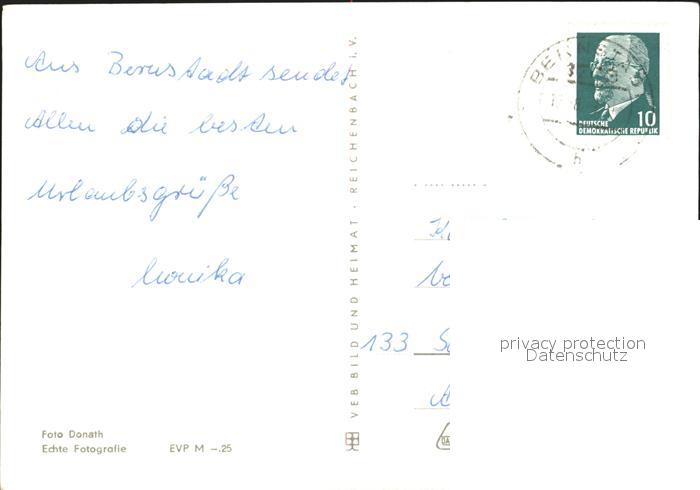 Aus Bernstadt sendet
Allen die besten
Urlaubsgrüße
Monika
Foto Donath
Echte Fotografie EVP M –.25
VEB BILD UND HEIMAT · REICHENBACH i. V.
10
DEUTSCHE
DEMOKRATISCHE REPUBLIK
133
privacy protection
Datenschutz